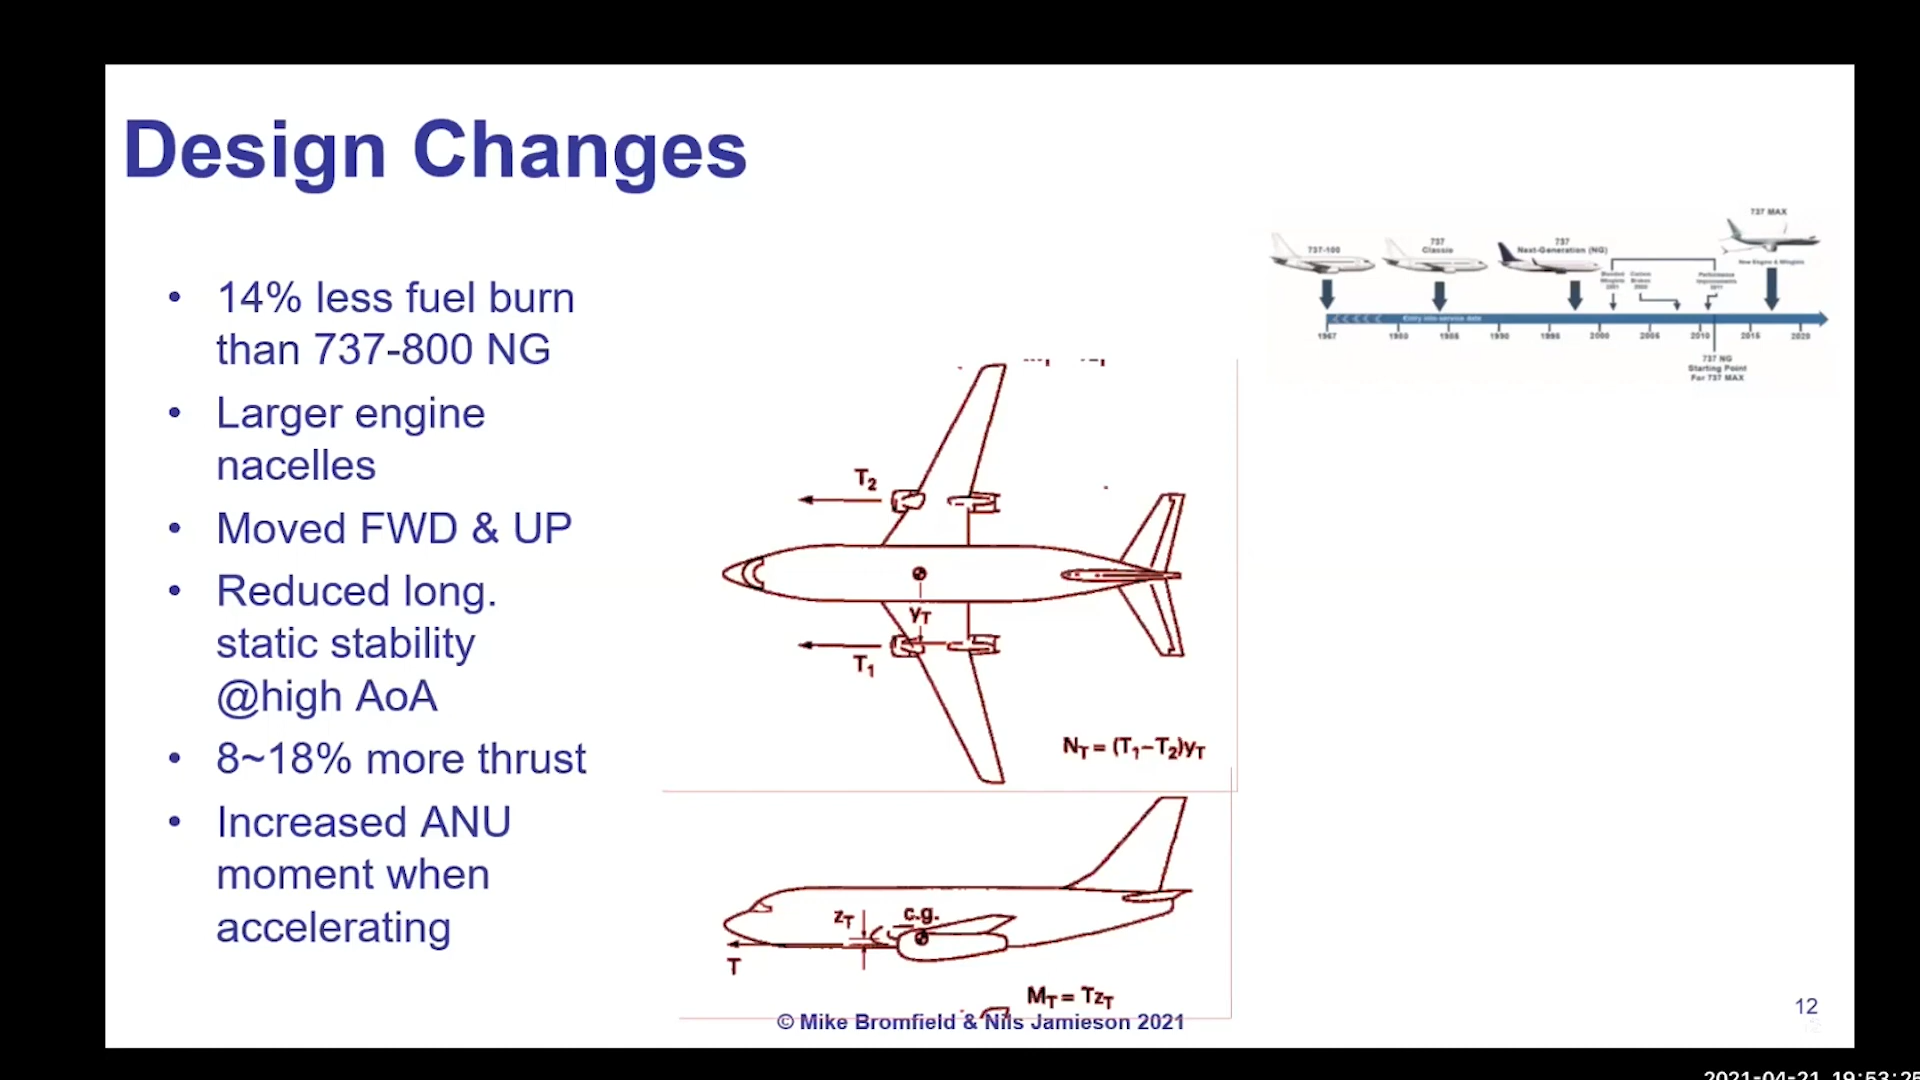 Design Changes
• 14% less fuel burn
than 737-800 NG
• Larger engine
nacelles
• Moved FWD & UP
• Reduced long.
static stability
@high AoA
• 8~18% more thrust
• Increased ANU
moment when
accelerating
737 MAX
737-100
737
Classic
737
Next-Generation (NG)
New Engine & Winglets
Blended
Winglets
2001
Carbon
Brakes
Performance
Improvements
2011
Entry into service date
1967
1980
1985
1990
1995
2000
2005
2010
2015
2020
737 NG
Starting Point
For 737 MAX
T2
yT
T1
NT = (T1–T2)yT
zT
c.g.
T
MT = TzT
© Mike Bromfield & Nils Jamieson 2021
12
2021-04-21 19:53:25